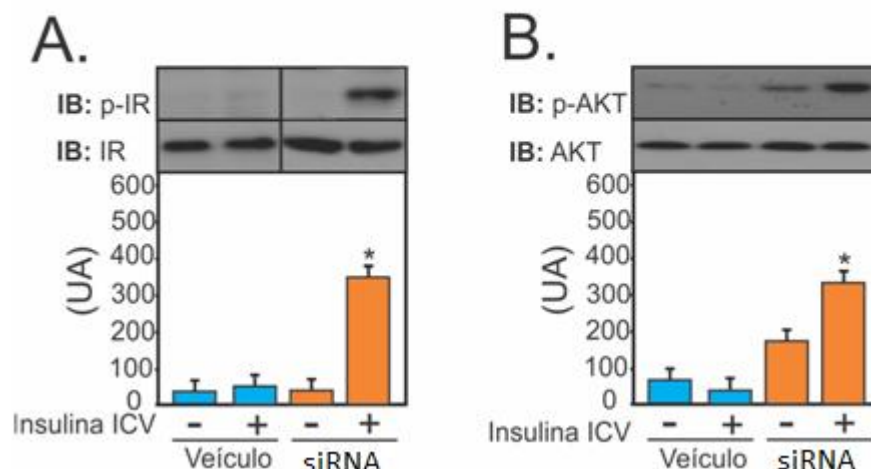 A.
IB: p-IR
IB: IR
600
500
400
300
200
100
0
(UA)
*
Insulina ICV - + - +
Veículo siRNA
B.
IB: p-AKT
IB: AKT
600
500
400
300
200
100
0
(UA)
*
Insulina ICV - + - +
Veículo siRNA